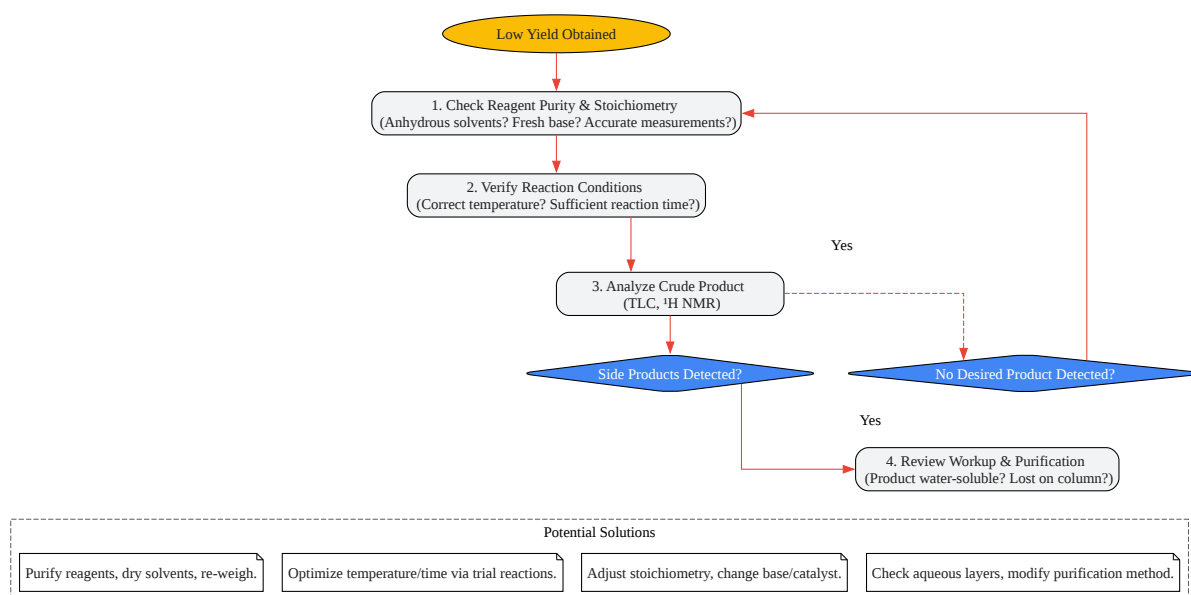 Low Yield Obtained
1. Check Reagent Purity & Stoichiometry
(Anhydrous solvents? Fresh base? Accurate measurements?)
2. Verify Reaction Conditions
(Correct temperature? Sufficient reaction time?)
Yes
3. Analyze Crude Product
(TLC, ¹H NMR)
Side Products Detected?
No Desired Product Detected?
Yes
4. Review Workup & Purification
(Product water-soluble? Lost on column?)
Potential Solutions
Purify reagents, dry solvents, re-weigh.
Optimize temperature/time via trial reactions.
Adjust stoichiometry, change base/catalyst.
Check aqueous layers, modify purification method.